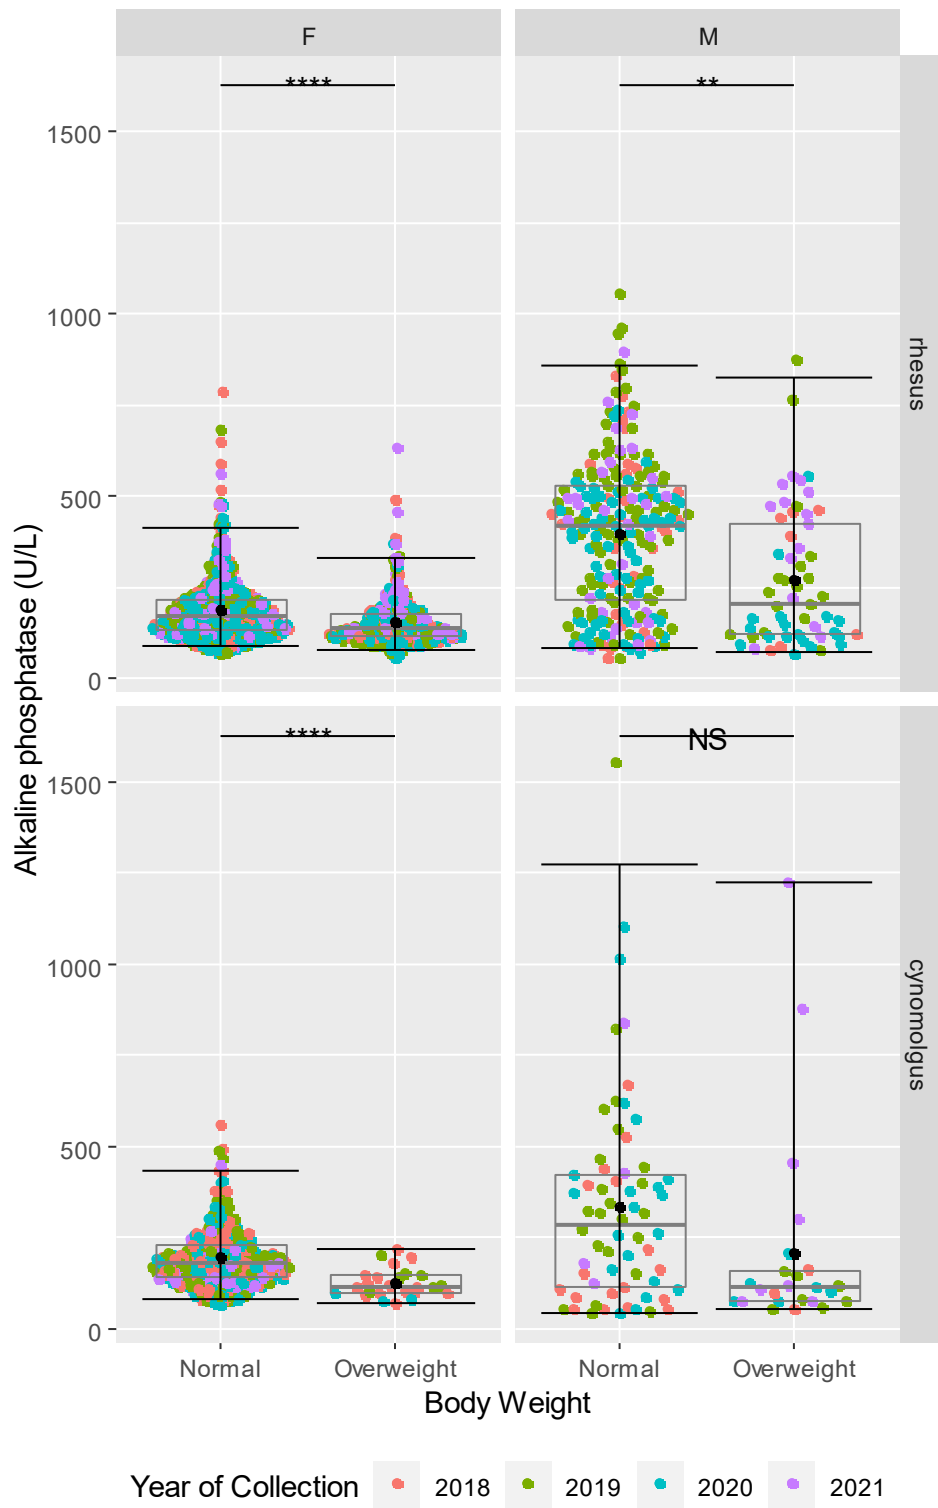 F
M
****
**
1500
1000
500
0
rhesus
Alkaline phosphatase (U/L)
****
NS
1500
1000
500
0
cynomolgus
Normal
Overweight
Normal
Overweight
Body Weight
Year of Collection
2018
2019
2020
2021